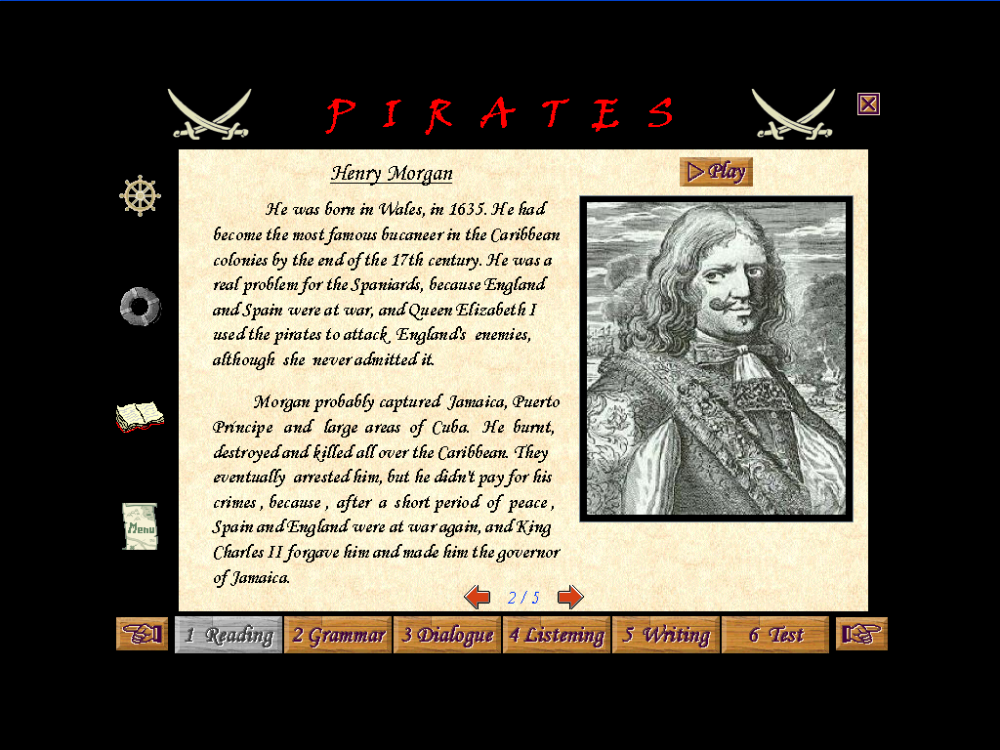 PIRATES
Henry Morgan
Play
He was born in Wales, in 1635. He had
become the most famous bucaneer in the Caribbean
colonies by the end of the 17th century. He was a
real problem for the Spaniards, because England
and Spain were at war, and Queen Elizabeth I
used the pirates to attack England's enemies,
although she never admitted it.
Morgan probably captured Jamaica, Puerto
Príncipe and large areas of Cuba. He burnt,
destroyed and killed all over the Caribbean. They
eventually arrested him, but he didn't pay for his
crimes , because , after a short period of peace ,
Spain and England were at war again, and King
Charles II forgave him and made him the governor
of Jamaica.
Menu
2 / 5
1 Reading
2 Grammar
3 Dialogue
4 Listening
5 Writing
6 Test